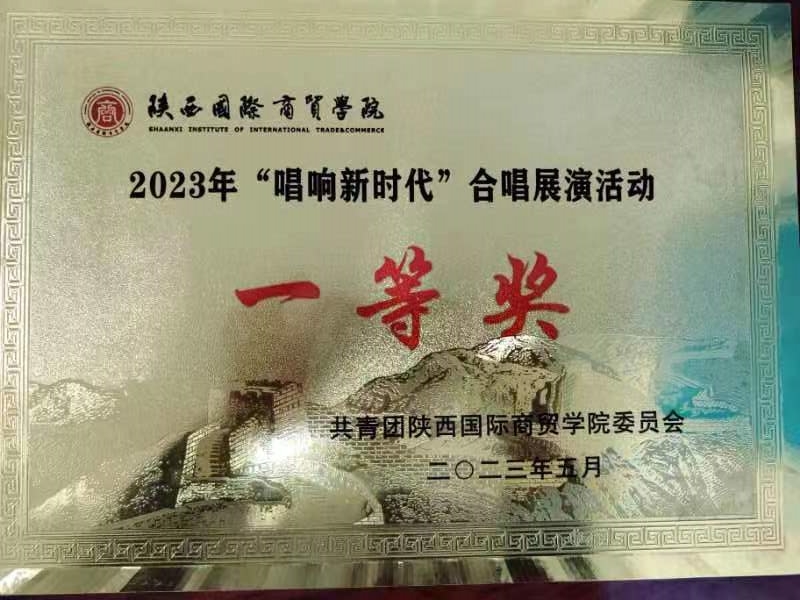 商
陕西国际商贸学院
SHAANXI INSTITUTE OF INTERNATIONAL TRADE&COMMERCE
2023年“唱响新时代”合唱展演活动
一等奖
共青团陕西国际商贸学院委员会
二〇二三年五月